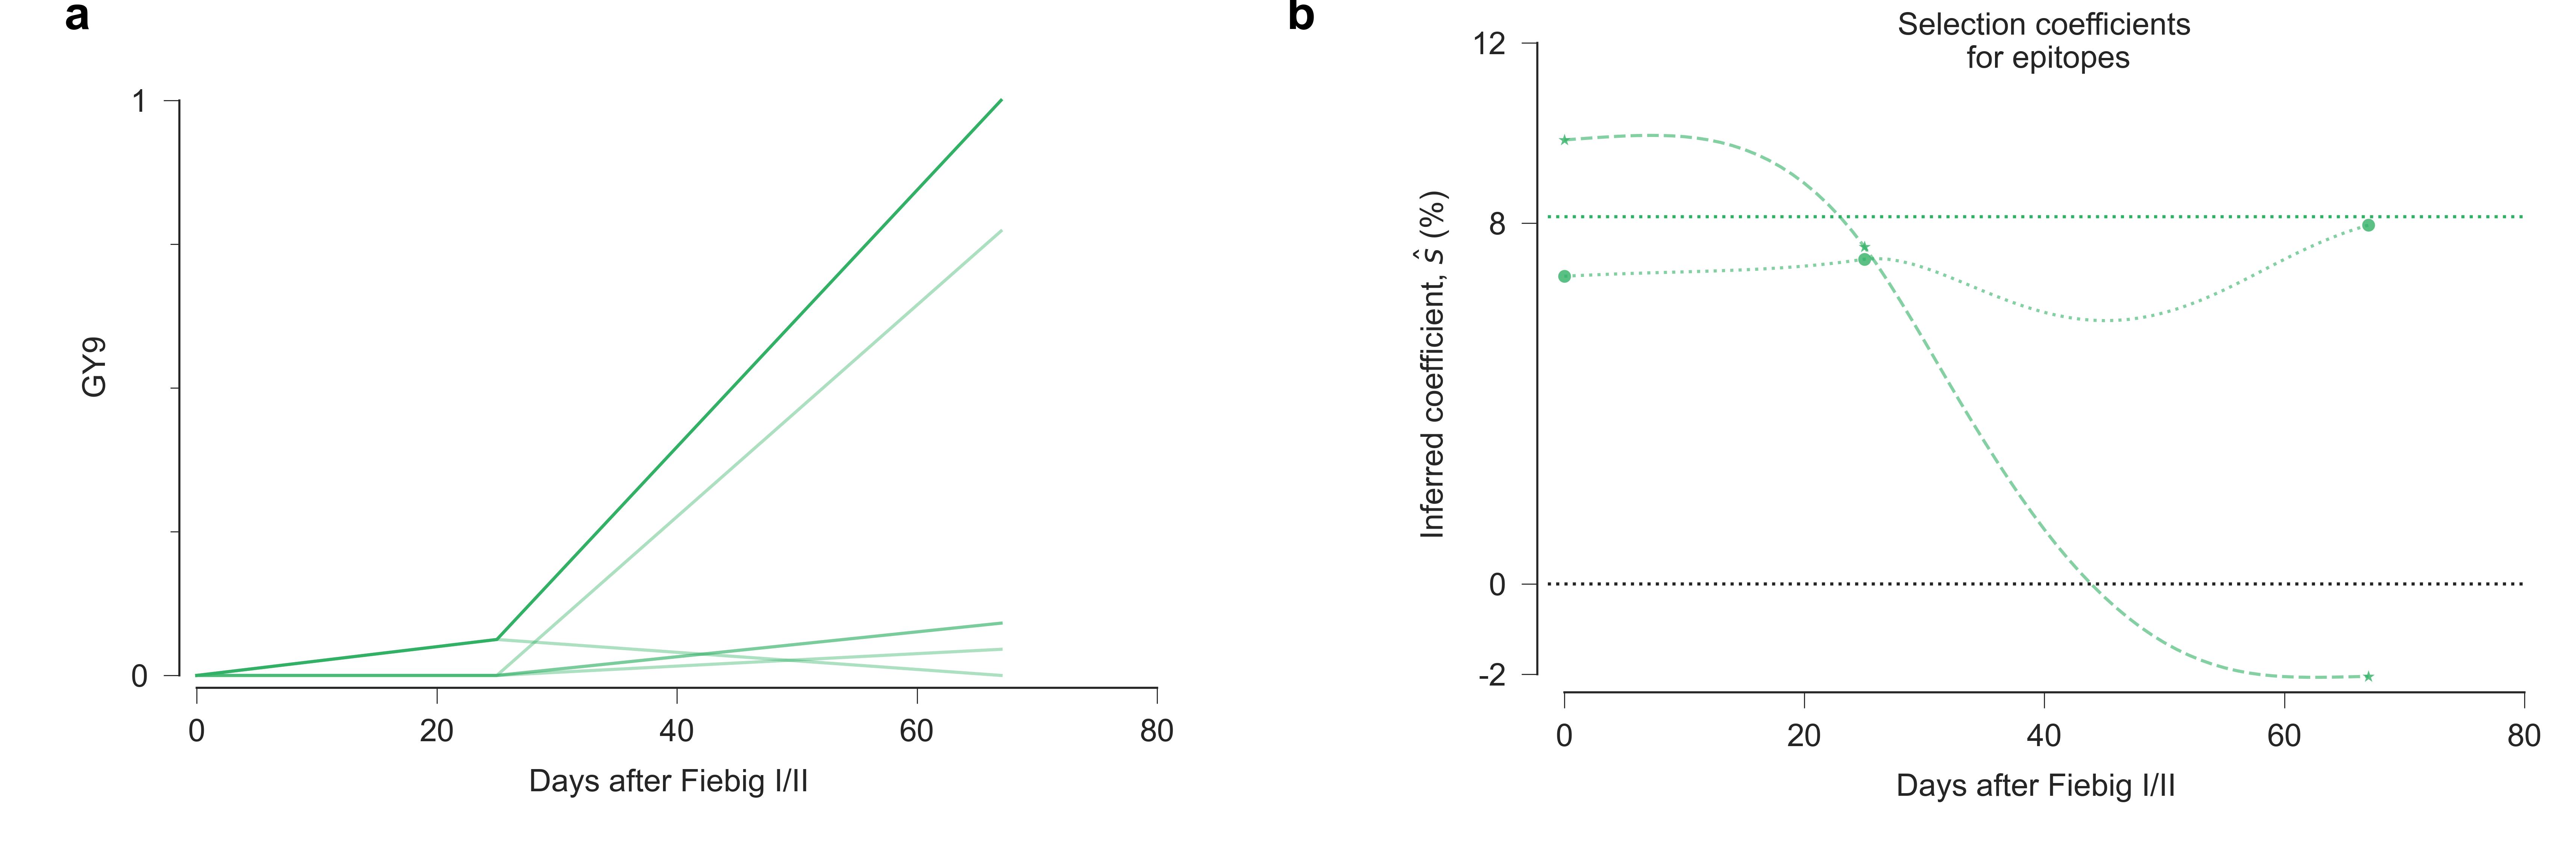 a
1
0
GY9
0 20 40 60 80
Days after Fiebig I/II
b
Selection coefficients
for epitopes
12
8
0
-2
Inferred coefficient, ŝ (%)
0 20 40 60 80
Days after Fiebig I/II